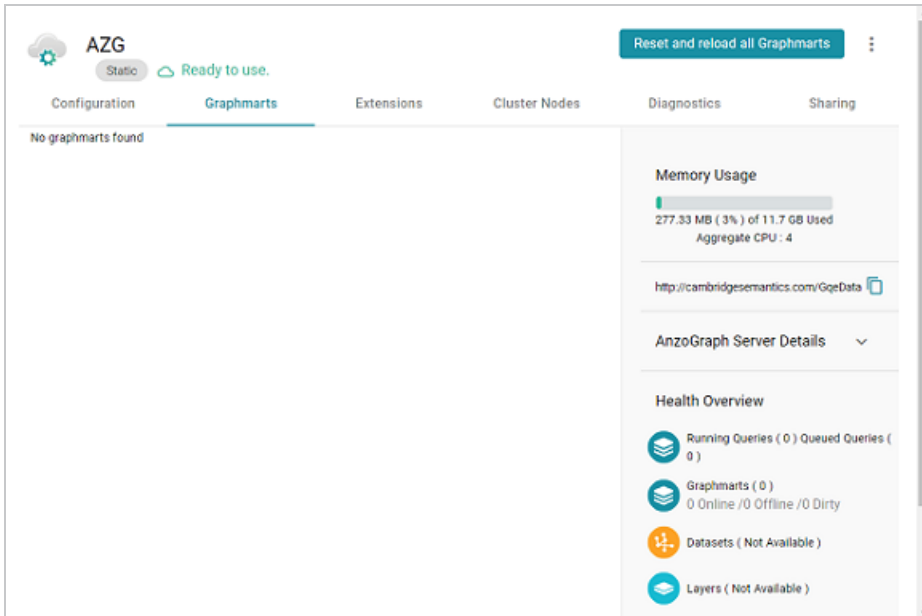 AZG
Reset and reload all Graphmarts
Static
Ready to use.
Configuration
Graphmarts
Extensions
Cluster Nodes
Diagnostics
Sharing
No graphmarts found
Memory Usage
277.33 MB ( 3% ) of 11.7 GB Used
Aggregate CPU : 4
http://cambridgesemantics.com/GqeData
AnzoGraph Server Details
Health Overview
Running Queries ( 0 ) Queued Queries (
0 )
Graphmarts ( 0 )
0 Online /0 Offline /0 Dirty
Datasets ( Not Available )
Layers ( Not Available )